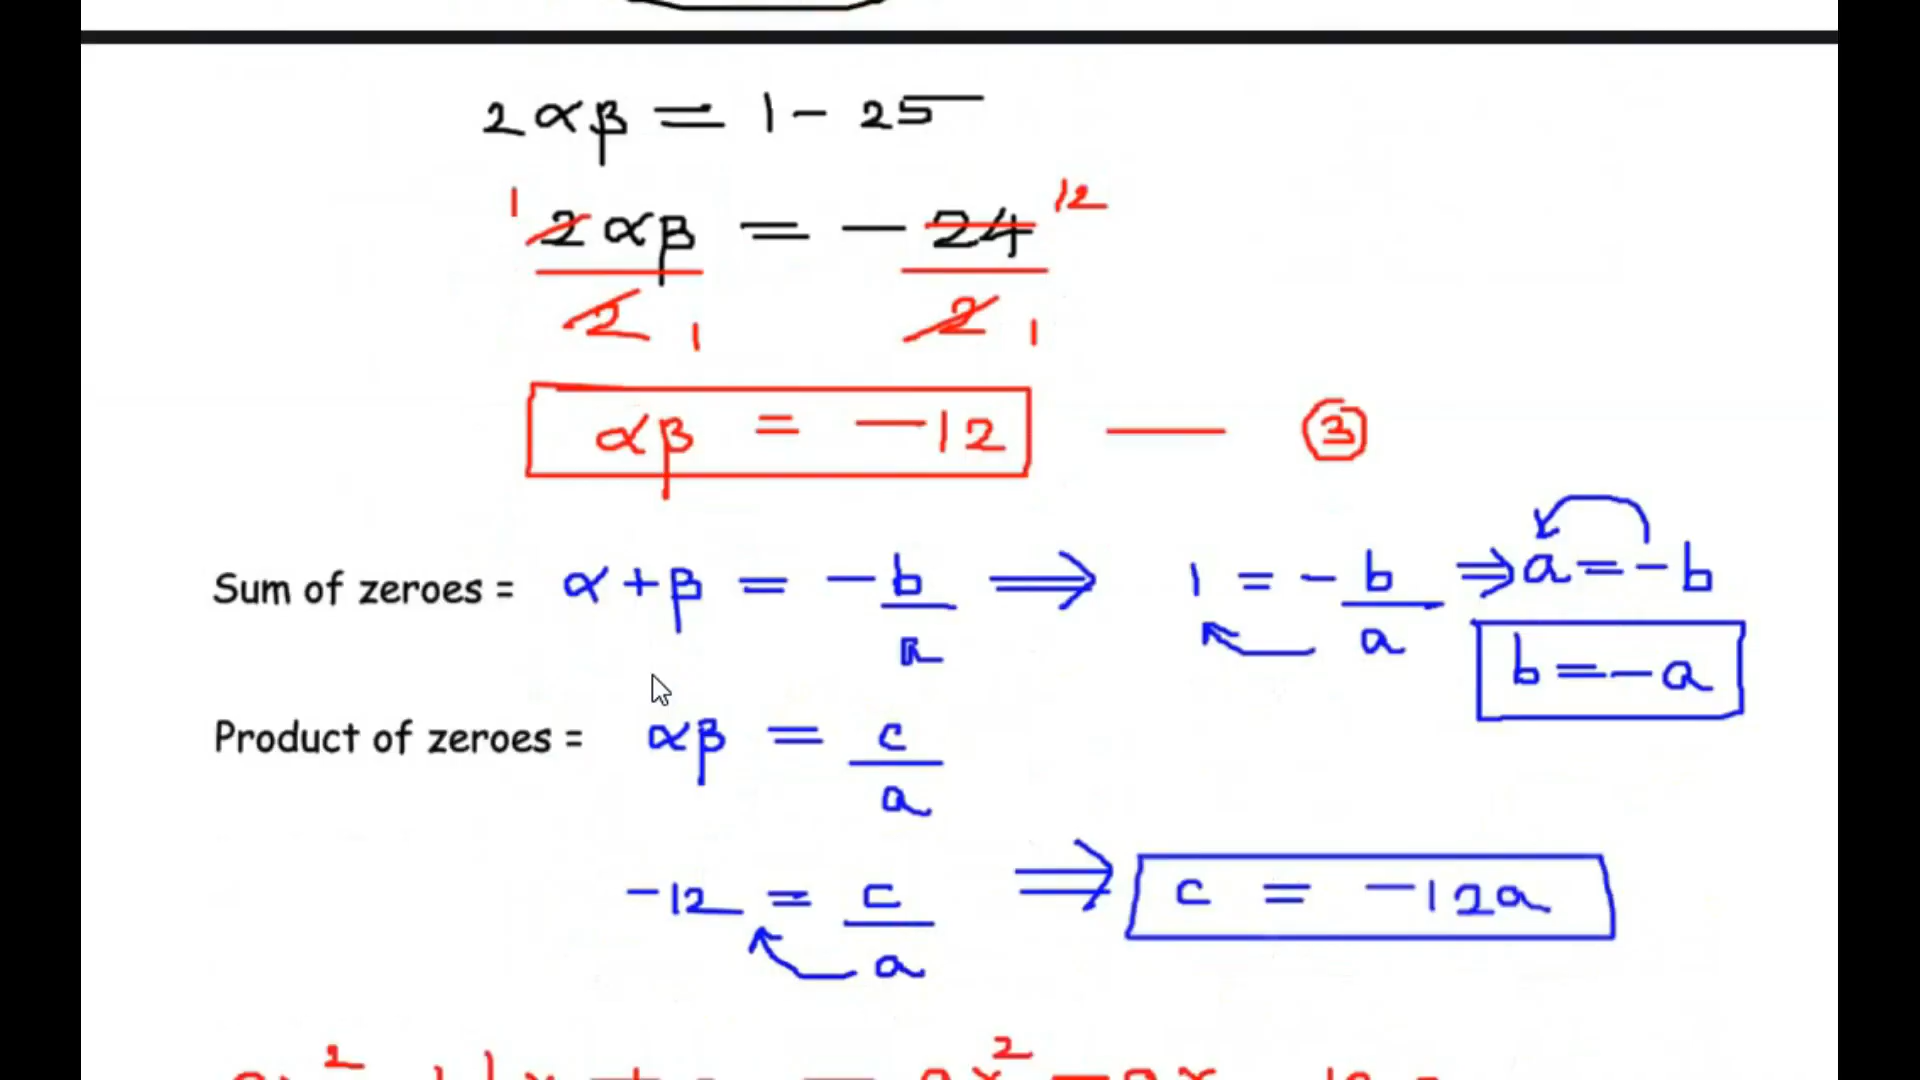 2αβ = 1 - 25
1 2αβ = - 24 12
2 1 2 1
αβ = -12 — 3
Sum of zeroes = α + β = - b/a ⇒ 1 = - b/a ⇒ a = - b
b = - a
Product of zeroes = αβ = c/a
-12 = c/a ⇒ c = -12a